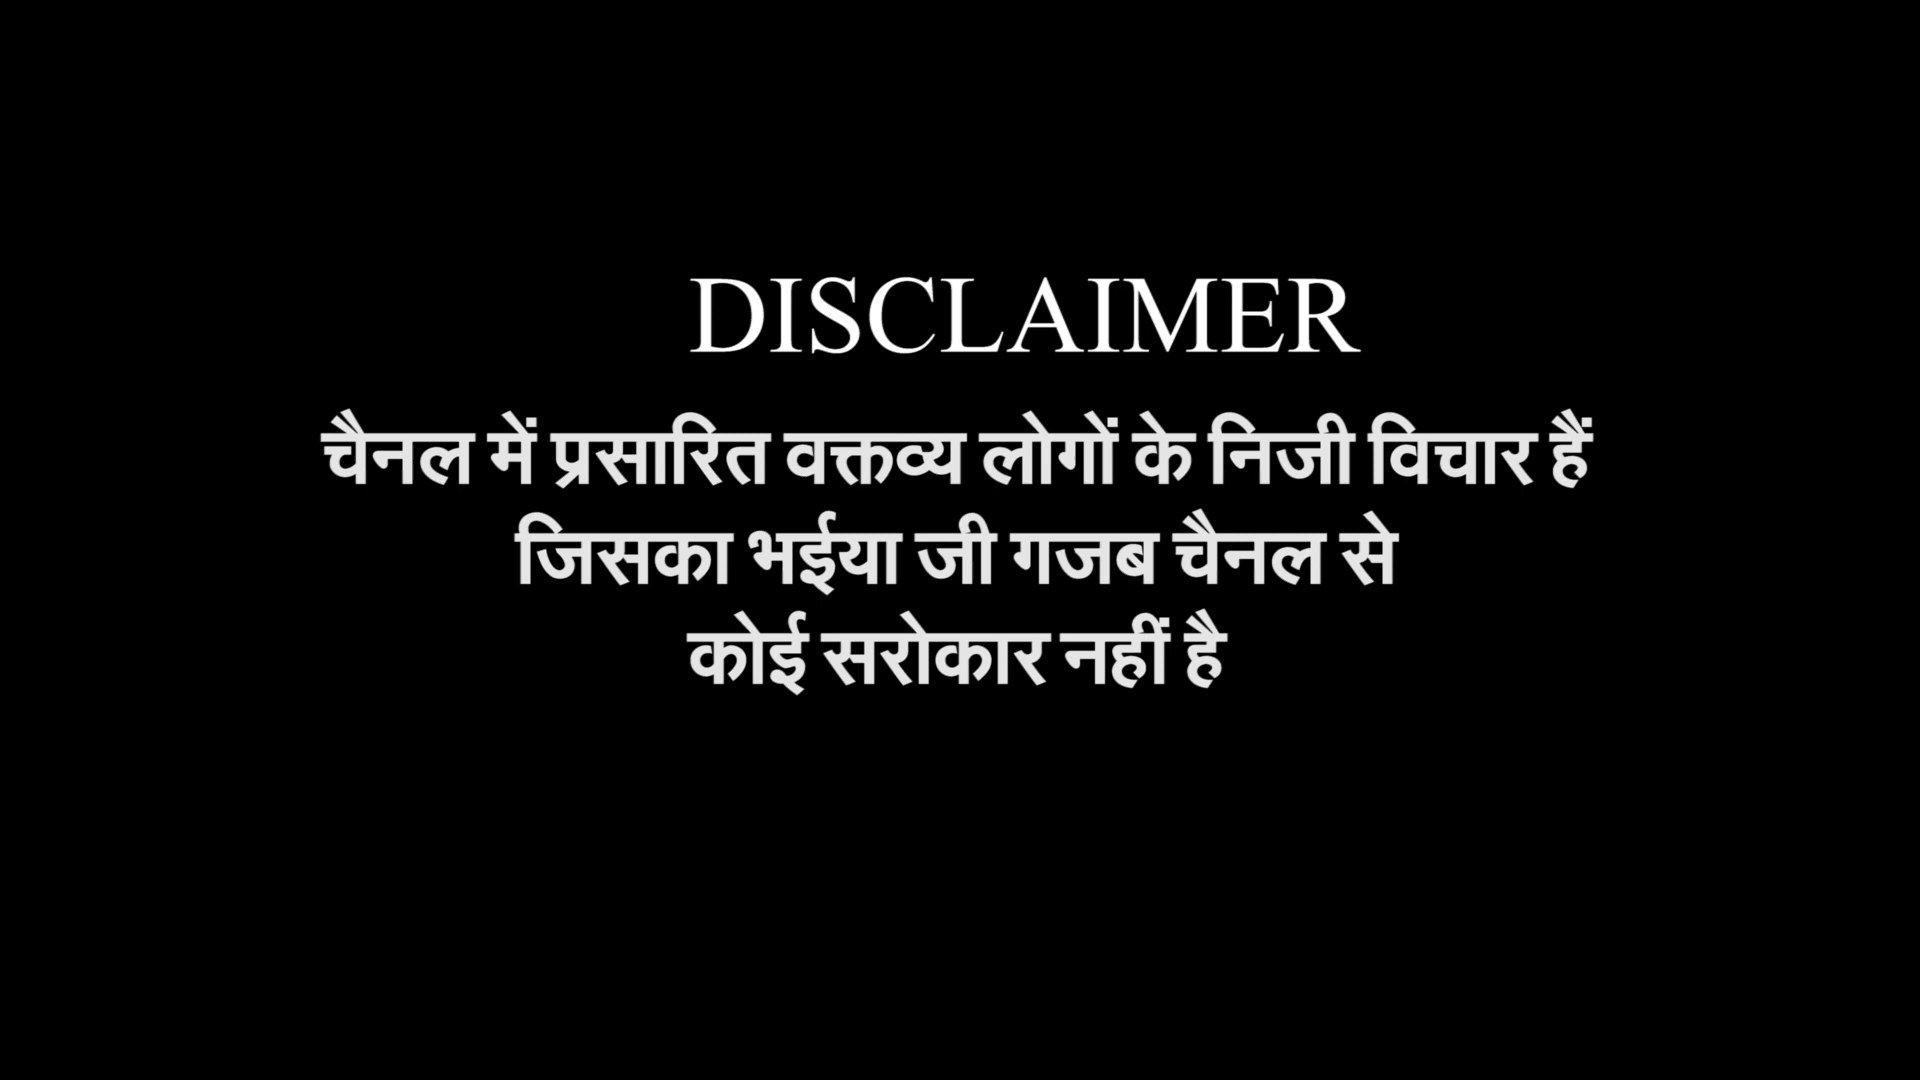 DISCLAIMER
चैनल में प्रसारित वक्तव्य लोगों के निजी विचार हैं
जिसका भईया जी गजब चैनल से
कोई सरोकार नहीं है